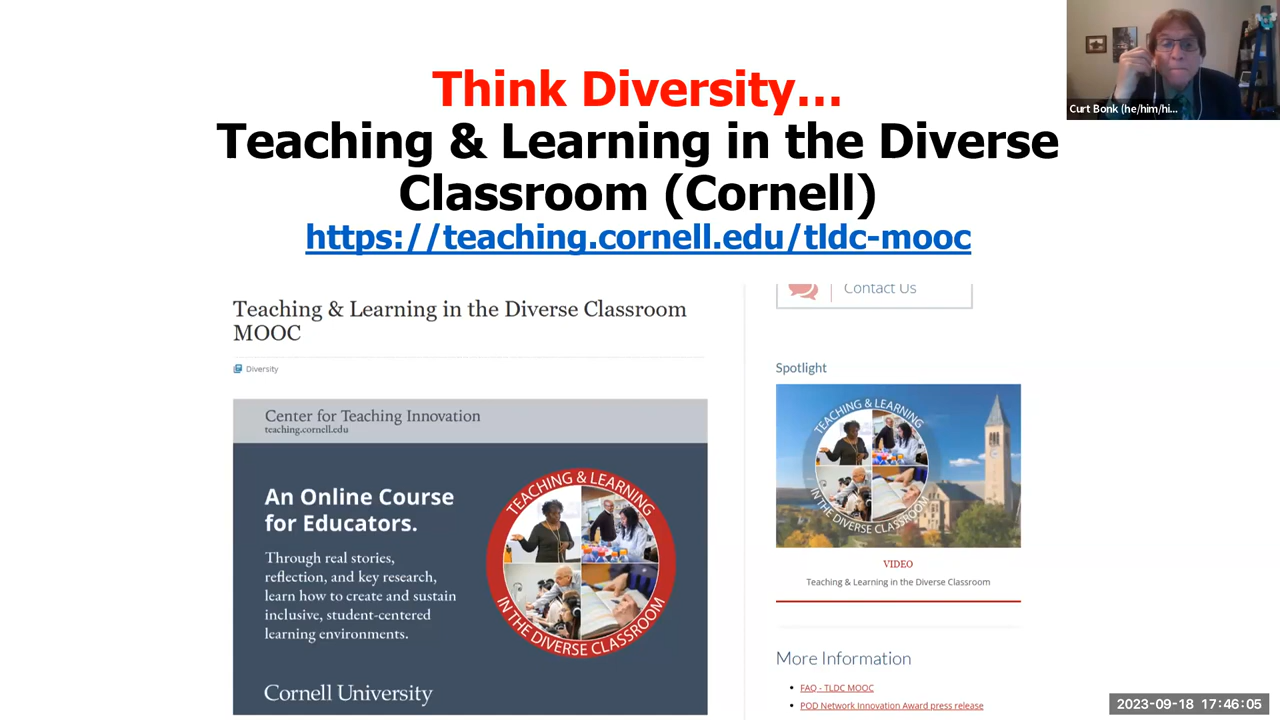 Think Diversity...
Teaching & Learning in the Diverse
Classroom (Cornell)
https://teaching.cornell.edu/tldc-mooc
Curt Bonk (he/him/hi...
Teaching & Learning in the Diverse Classroom
MOOC
Diversity
Center for Teaching Innovation
teaching.cornell.edu
An Online Course
for Educators.
Through real stories,
reflection, and key research,
learn how to create and sustain
inclusive, student-centered
learning environments.
Cornell University
TEACHING & LEARNING
IN THE DIVERSE CLASSROOM
Contact Us
Spotlight
TEACHING & LEARNING
IN THE DIVERSE CLASSROOM
VIDEO
Teaching & Learning in the Diverse Classroom
More Information
FAQ - TLDC MOOC
POD Network Innovation Award press release
2023-09-18 17:46:05